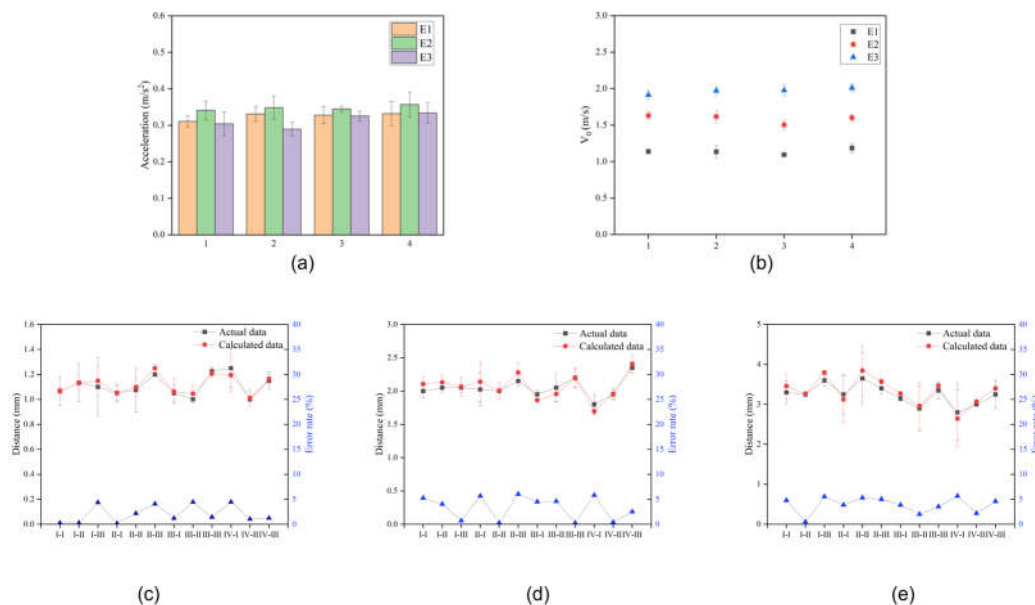 0.6
0.5
0.4
0.3
0.2
0.1
0.0
Acceleration (m/s²)
E1
E2
E3
1 2 3 4
(a)
3.0
2.5
2.0
1.5
1.0
0.5
0.0
V₀ (m/s)
E1
E2
E3
1 2 3 4
(b)
1.6
1.4
1.2
1.0
0.8
0.6
0.4
0.2
0.0
Distance (mm)
Actual data
Calculated data
40
35
30
25
20
15
10
5
0
Error rate (%)
I-I I-II I-III II-I II-II II-III III-I III-II III-III IV-I IV-II IV-III
(c)
3.0
2.5
2.0
1.5
1.0
0.5
0.0
Distance (mm)
Actual data
Calculated data
40
35
30
25
20
15
10
5
0
Error rate (%)
I-I I-II I-III II-I II-II II-III III-I III-II III-III IV-I IV-II IV-III
(d)
5
4
3
2
1
0
Distance (mm)
Actual data
Calculated data
40
35
30
25
20
15
10
5
0
Error rate (%)
I-I I-II I-III II-I II-II II-III III-I III-II III-III IV-I IV-II IV-III
(e)